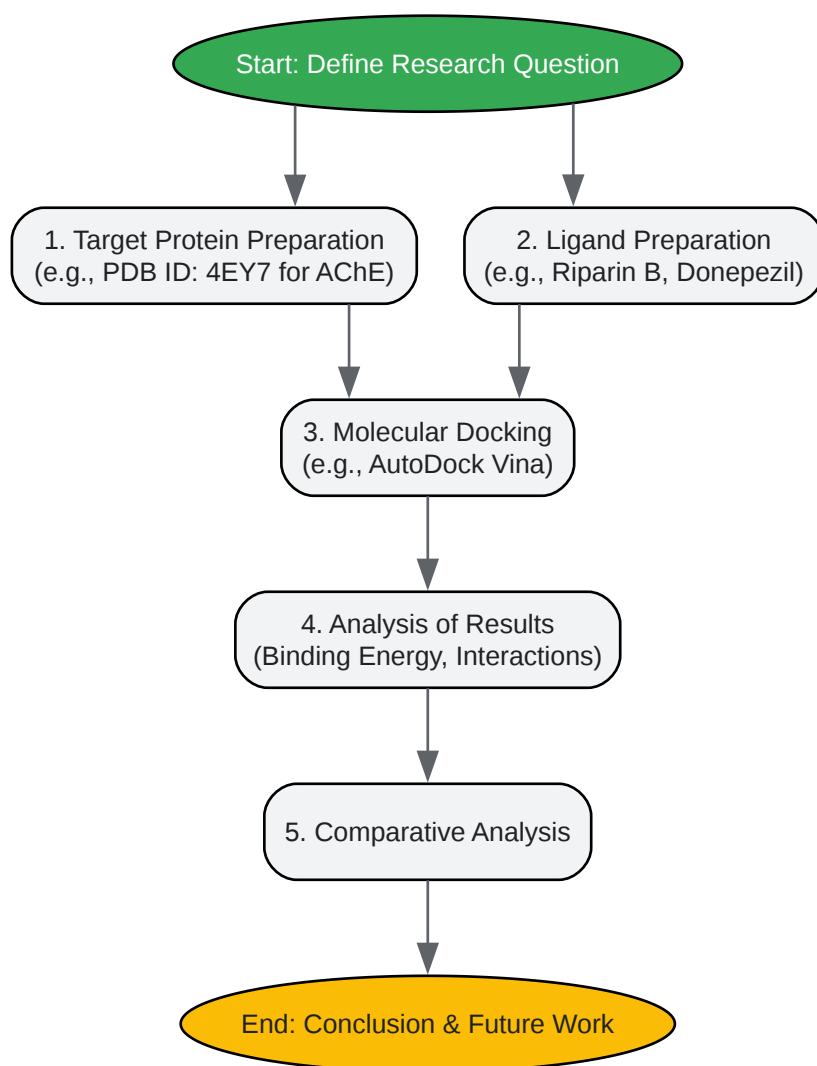 Start: Define Research Question
1. Target Protein Preparation
(e.g., PDB ID: 4EY7 for AChE)
2. Ligand Preparation
(e.g., Riparin B, Donepezil)
3. Molecular Docking
(e.g., AutoDock Vina)
4. Analysis of Results
(Binding Energy, Interactions)
5. Comparative Analysis
End: Conclusion & Future Work